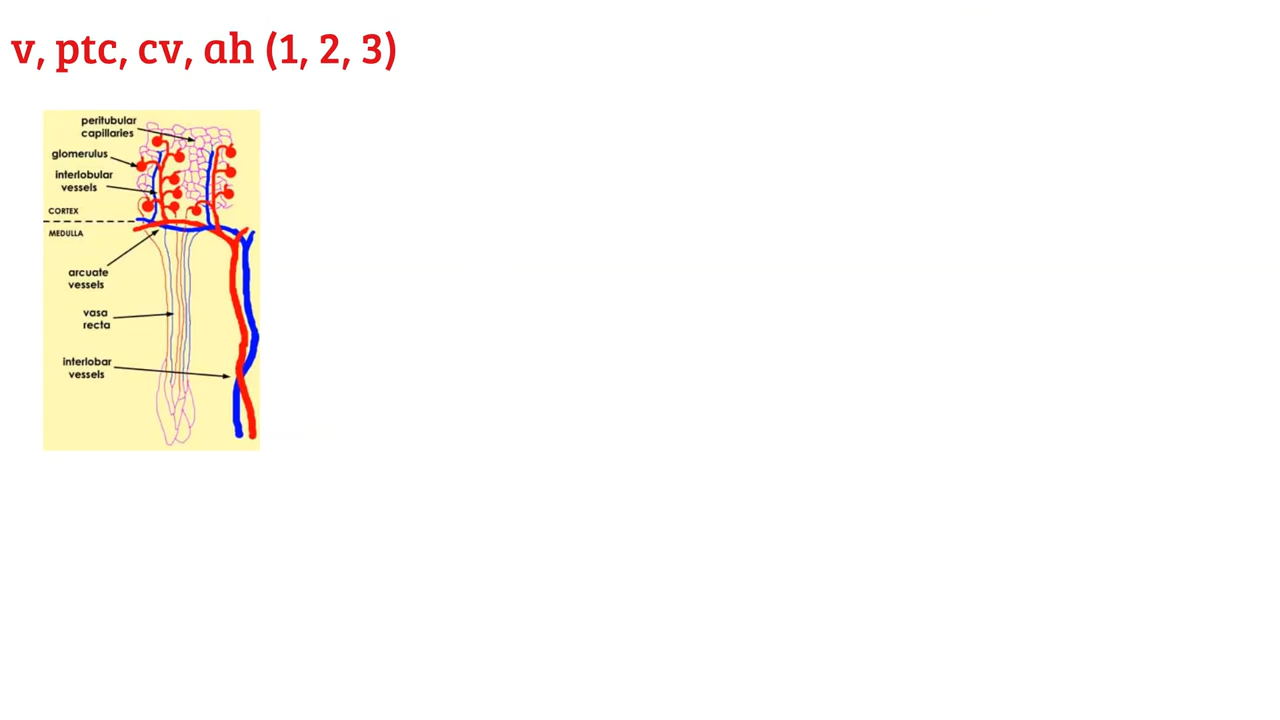 v, ptc, cv, ah (1, 2, 3)
peritubular
capillaries
glomerulus
interlobular
vessels
CORTEX
MEDULLA
arcuate
vessels
vasa
recta
interlobar
vessels